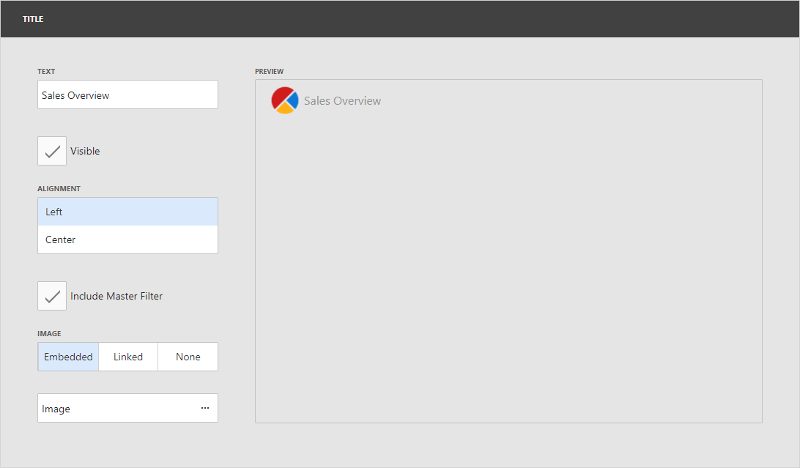 TITLE
TEXT
Sales Overview
Visible
ALIGNMENT
Left
Center
Include Master Filter
IMAGE
Embedded Linked None
Image ...
PREVIEW
Sales Overview